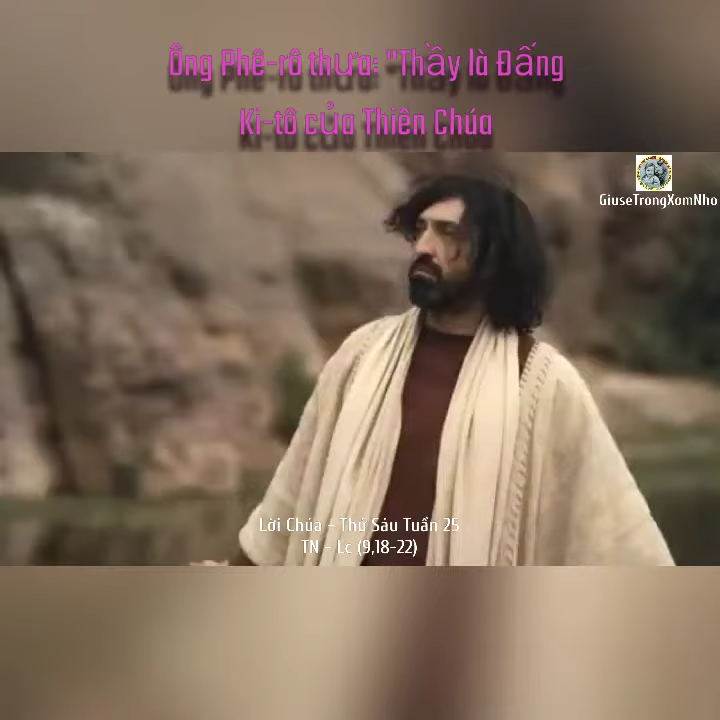 Ông Phê-rô thưa: "Thầy là Đấng
Ki-tô của Thiên Chúa
GiuseTrongXomNho
Lời Chúa - Thứ Sáu Tuần 25
TN - Lc (9,18-22)